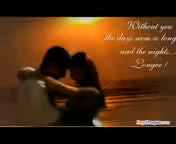 Without you
the days seem so long
and the nights....
Longer !